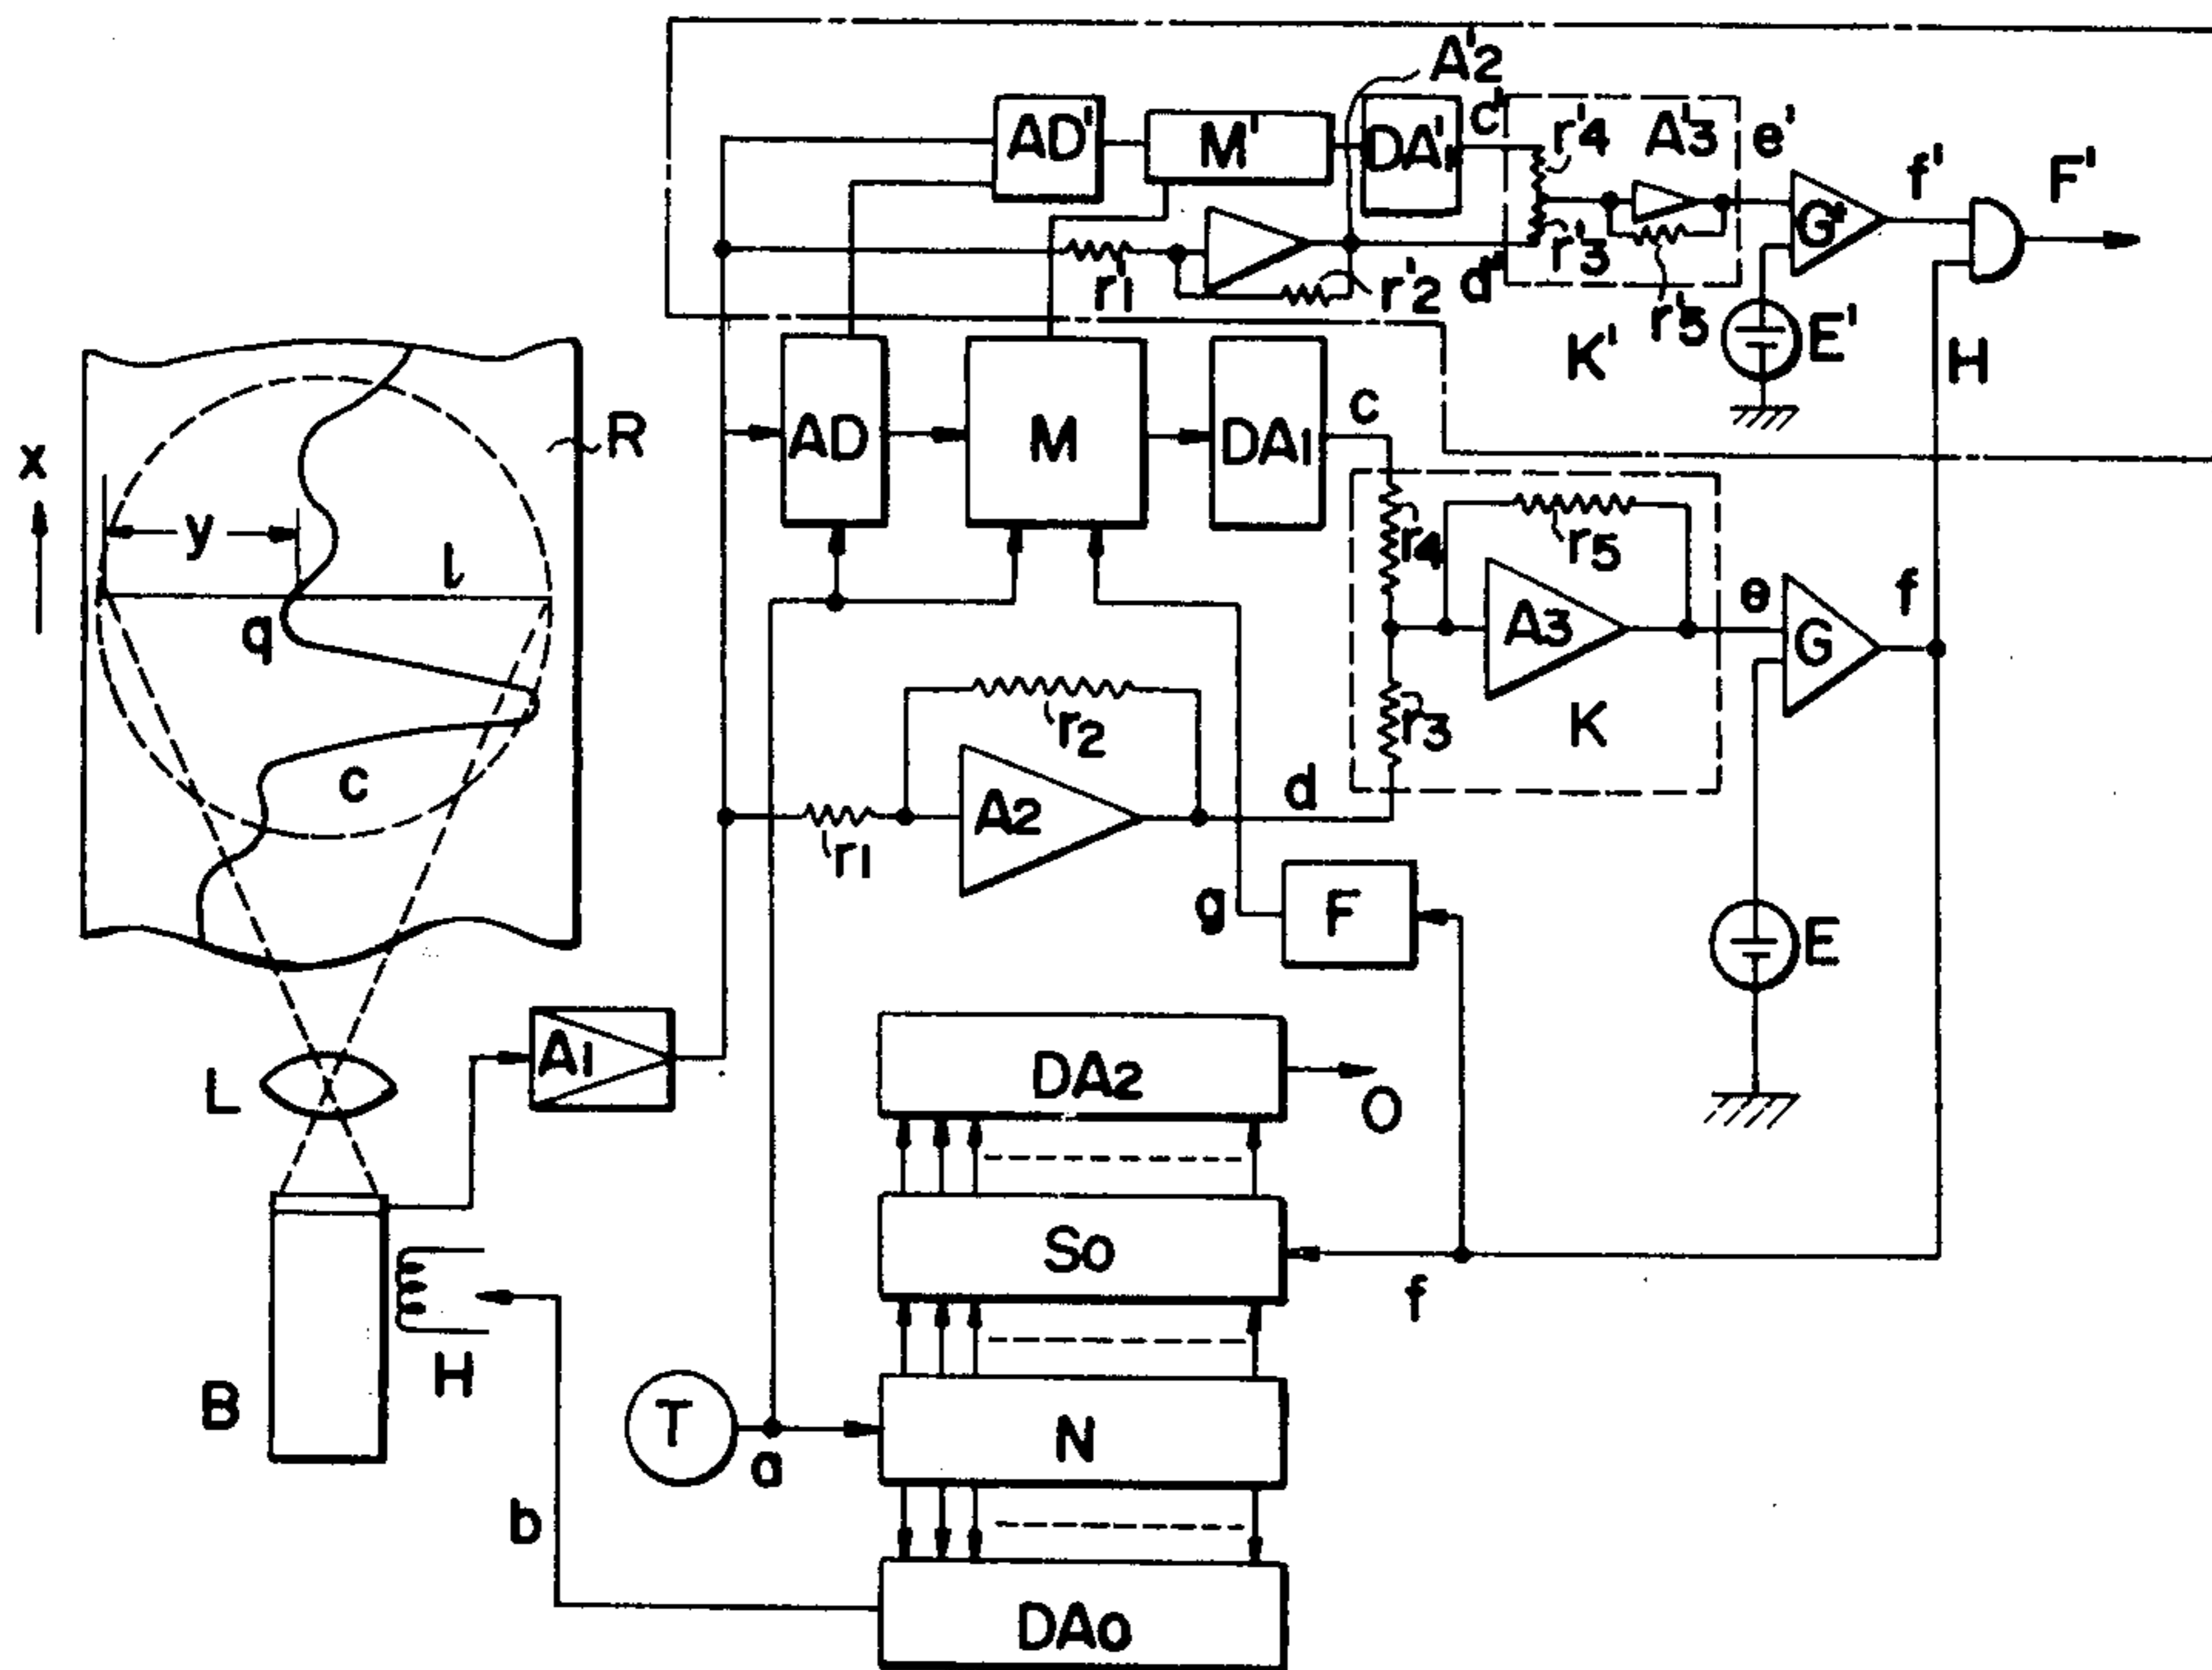 A'2
AD'
M'
DA'1
c'
r'4
A'3
e'
f'
F'
G'
r'1
r'2
d'
r'3
r'5
E'
K'
H
x
R
y
l
q
c
AD
M
DA1
c
r4
r5
A3
e
G
f
r3
K
r2
A2
r1
d
g
F
E
L
A1
DA2
O
So
f
B
H
T
a
N
b
DAo